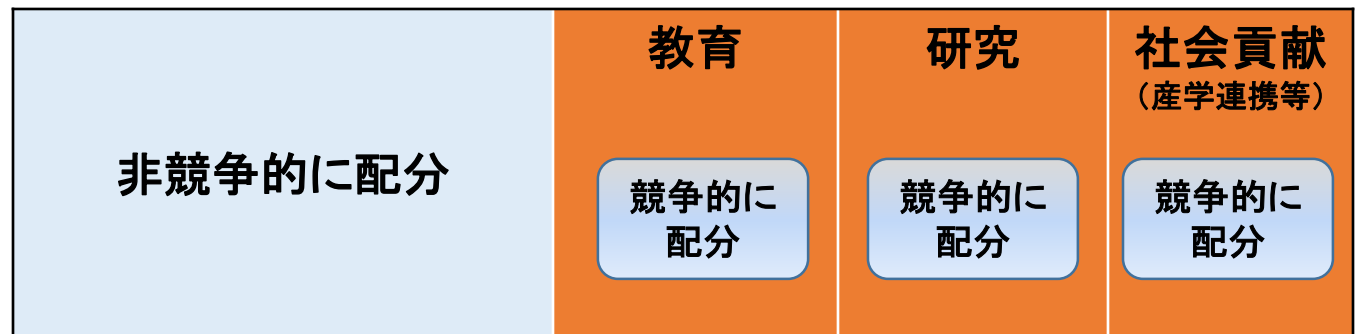 非競争的に配分
教育
競争的に
配分
研究
競争的に
配分
社会貢献
（産学連携等）
競争的に
配分